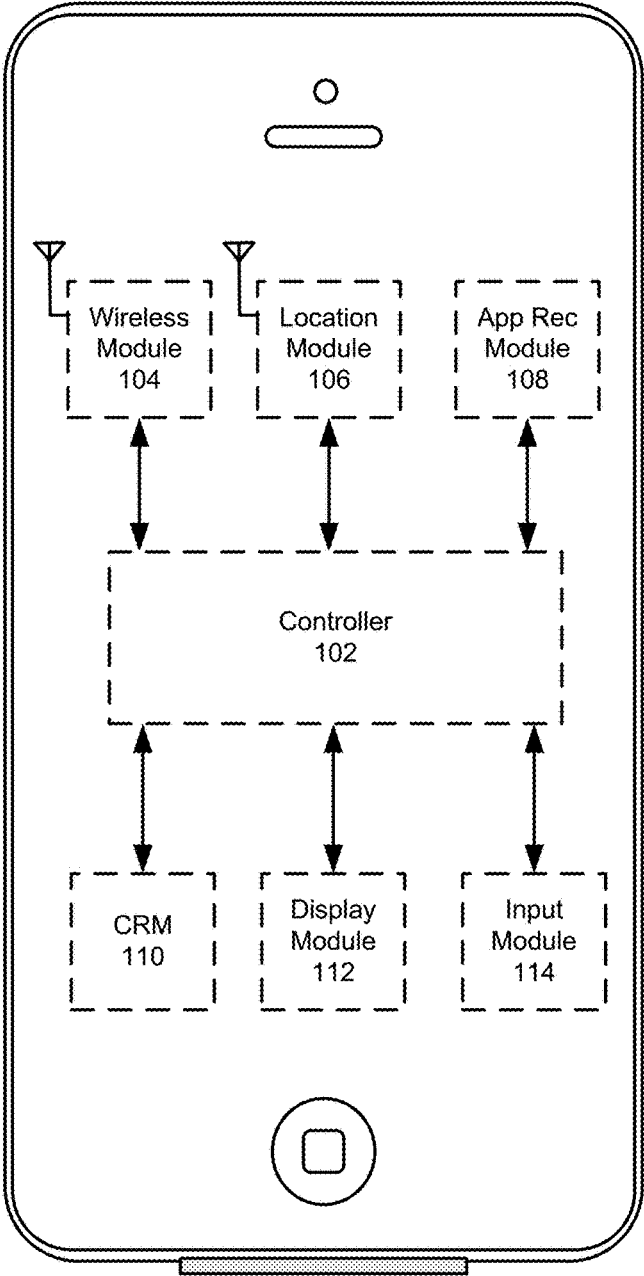 Wireless
Module
104
Location
Module
106
App Rec
Module
108
Controller
102
CRM
110
Display
Module
112
Input
Module
114